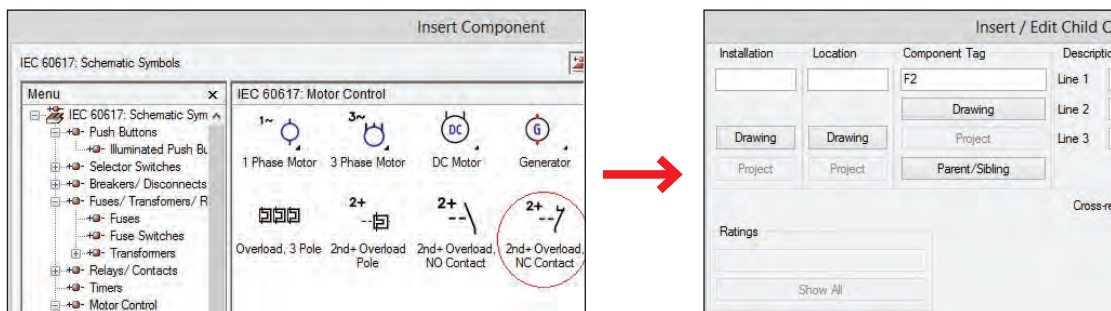 Insert Component
IEC 60617: Schematic Symbols
Menu
x
IEC 60617: Schematic Sym
Push Buttons
Illuminated Push Bu
Selector Switches
Breakers/ Disconnects
Fuses/ Transfomers/ R
Fuses
Fuse Switches
Transfomers
Relays/ Contacts
Timers
Motor Control
IEC 60617: Motor Control
1~
3~
DC
G
1 Phase Motor
3 Phase Motor
DC Motor
Generator
2+
2+
2+
Overload, 3 Pole
2nd+ Overload Pole
2nd+ Overload, NO Contact
2nd+ Overload, NC Contact
Insert / Edit Child C
Installation
Location
Component Tag
Descriptio
F2
Line 1
Drawing
Line 2
Drawing
Drawing
Project
Line 3
Project
Project
Parent/Sibling
Cross-re
Ratings
Show All